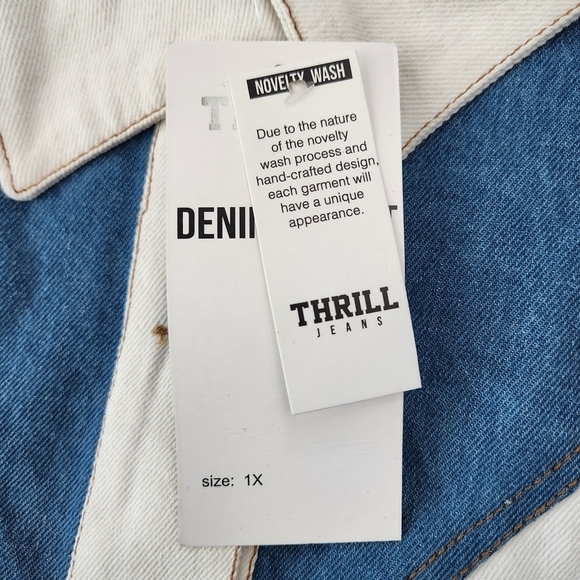 NOVELTY WASH
Due to the nature
of the novelty
wash process and
hand-crafted design,
each garment will
have a unique
appearance.
THRILL
JEANS
size: 1X